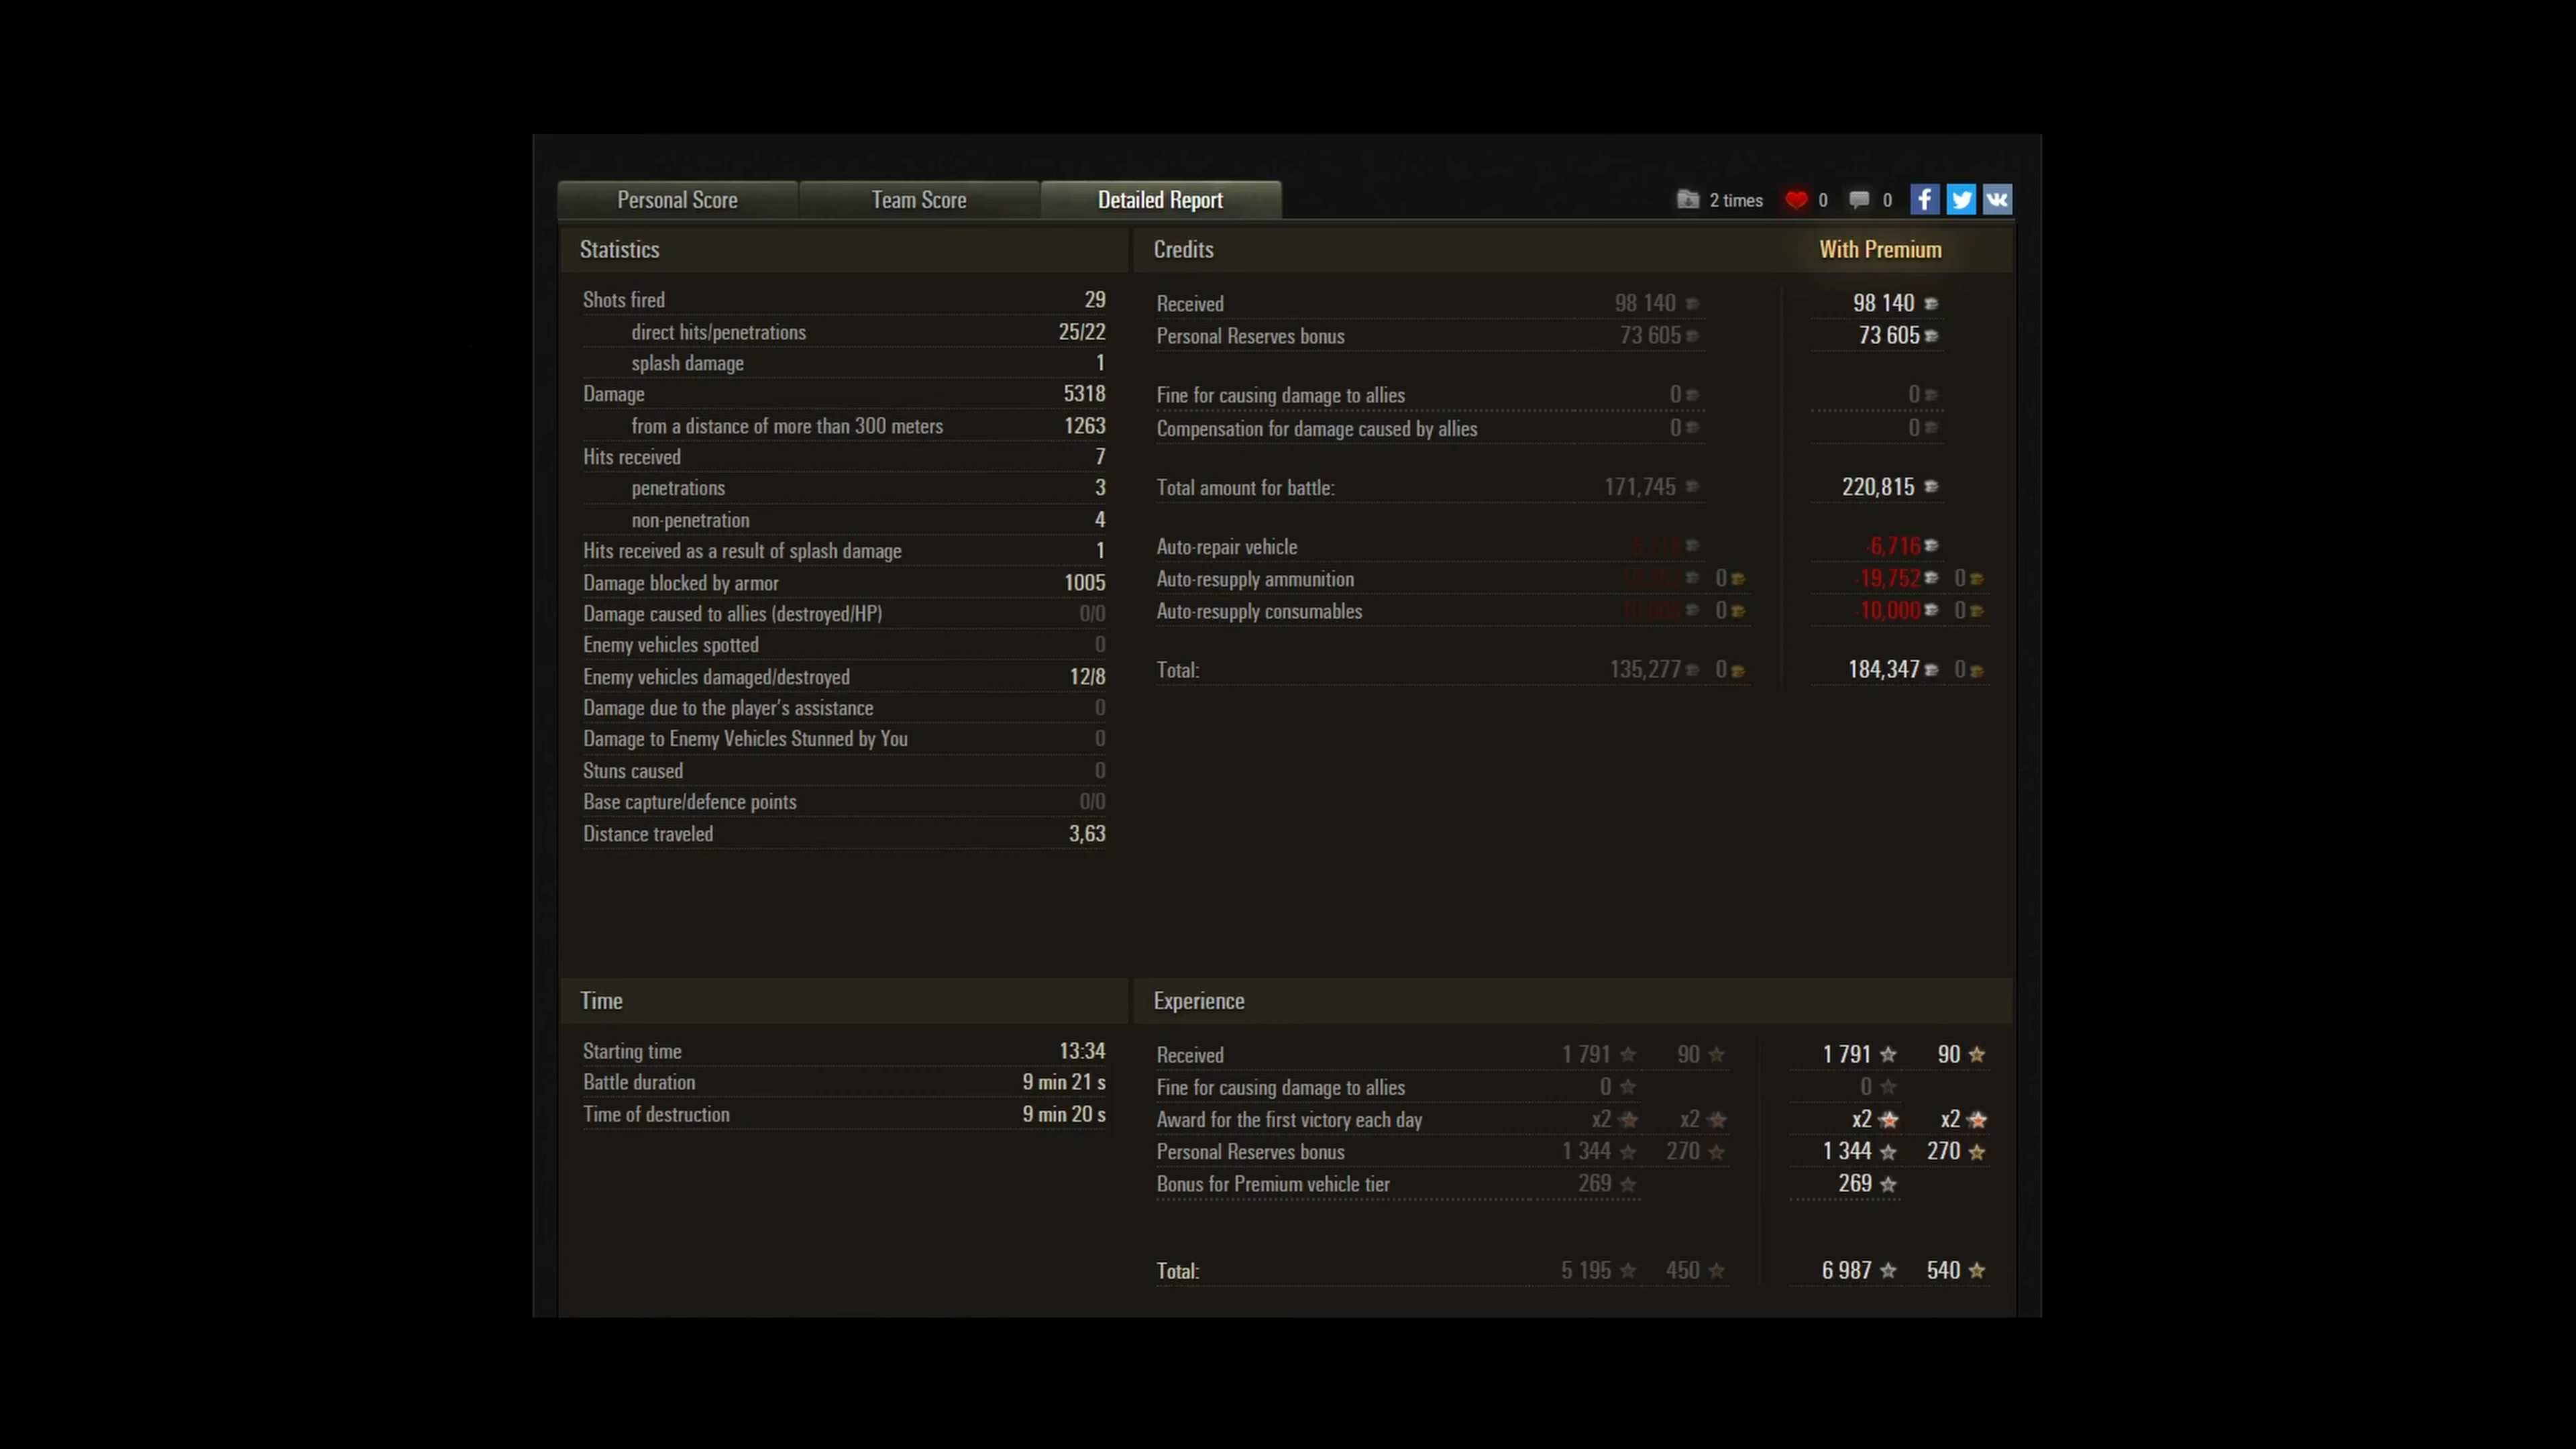 Personal Score Team Score Detailed Report 2 times 0 0
Statistics
Shots fired 29
direct hits/penetrations 25/22
splash damage 1
Damage 5318
from a distance of more than 300 meters 1263
Hits received 7
penetrations 3
non-penetration 4
Hits received as a result of splash damage 1
Damage blocked by armor 1005
Damage caused to allies (destroyed/HP) 0/0
Enemy vehicles spotted 0
Enemy vehicles damaged/destroyed 12/8
Damage due to the player's assistance 0
Damage to Enemy Vehicles Stunned by You 0
Stuns caused 0
Base capture/defence points 0/0
Distance traveled 3,63
Credits With Premium
Received 98 140 98 140
Personal Reserves bonus 73 605 73 605
Fine for causing damage to allies 0 0
Compensation for damage caused by allies 0 0
Total amount for battle: 171,745 220,815
Auto-repair vehicle -6,716
Auto-resupply ammunition 0 -19,752 0
Auto-resupply consumables 0 -10,000 0
Total: 135,277 0 184,347 0
Time
Starting time 13:34
Battle duration 9 min 21 s
Time of destruction 9 min 20 s
Experience
Received 1 791 90 1 791 90
Fine for causing damage to allies 0 0
Award for the first victory each day x2 x2 x2 x2
Personal Reserves bonus 1 344 270 1 344 270
Bonus for Premium vehicle tier 269 269
Total: 5 195 450 6 987 540